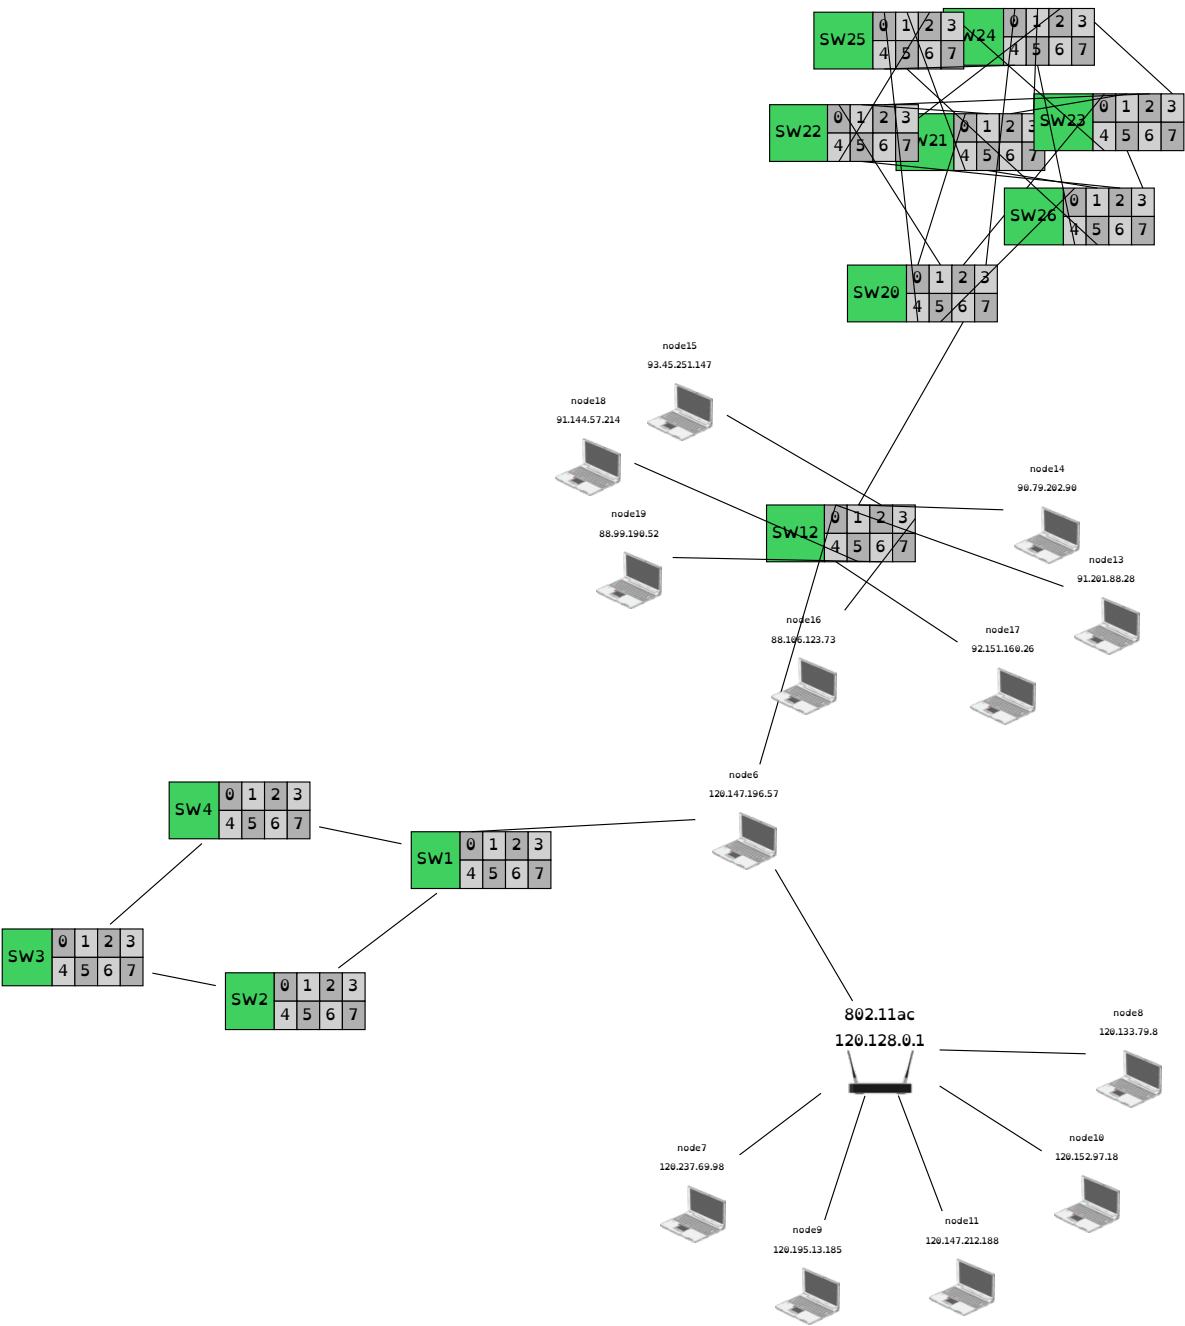 SW25 0 1 2 3
4 5 6 7
W24 0 1 2 3
4 5 6 7
SW22 0 1 2 3
4 5 6 7
W21 0 1 2 3
4 5 6 7
SW23 0 1 2 3
4 5 6 7
SW26 0 1 2 3
4 5 6 7
SW20 0 1 2 3
4 5 6 7
node15
93.45.251.147
node18
91.144.57.214
node14
90.79.202.90
node19
88.99.190.52
SW12 0 1 2 3
4 5 6 7
node13
91.201.88.28
node16
88.106.123.73
node17
92.151.160.26
node6
120.147.196.57
SW4 0 1 2 3
4 5 6 7
SW1 0 1 2 3
4 5 6 7
SW3 0 1 2 3
4 5 6 7
SW2 0 1 2 3
4 5 6 7
802.11ac
120.128.0.1
node8
120.133.79.8
node7
120.237.69.98
node10
120.152.97.18
node9
120.195.13.185
node11
120.147.212.188